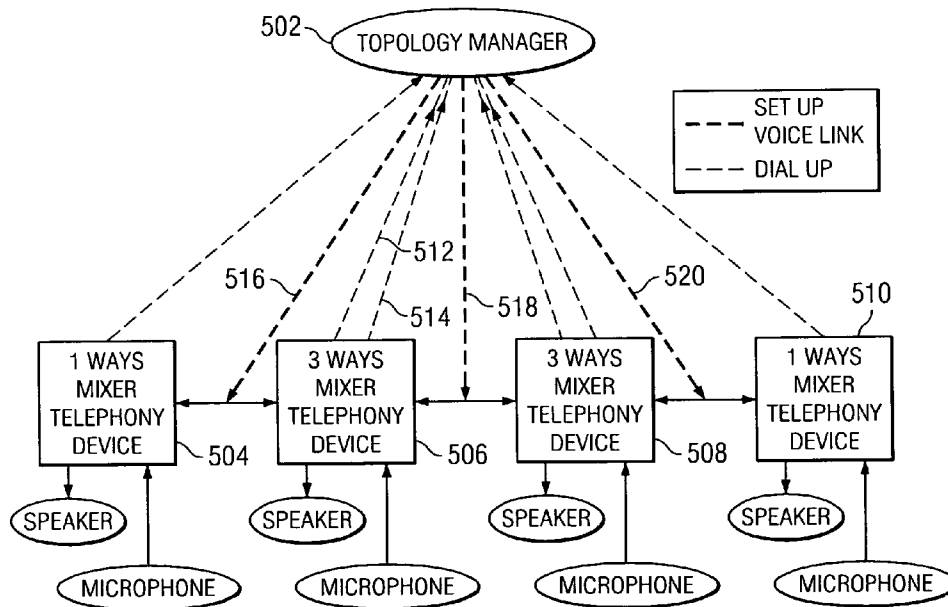 502
TOPOLOGY MANAGER
SET UP
VOICE LINK
DIAL UP
512
514
516
518
520
510
1 WAYS
MIXER
TELEPHONY
DEVICE
504
3 WAYS
MIXER
TELEPHONY
DEVICE
506
3 WAYS
MIXER
TELEPHONY
DEVICE
508
1 WAYS
MIXER
TELEPHONY
DEVICE
SPEAKER
SPEAKER
SPEAKER
SPEAKER
MICROPHONE
MICROPHONE
MICROPHONE
MICROPHONE